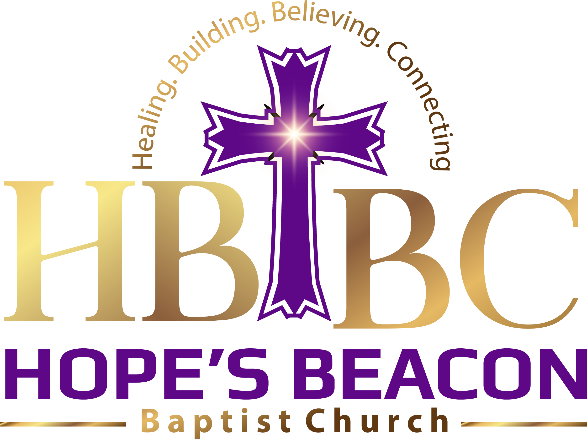 Healing. Building. Believing. Connecting
HBBC
HOPE'S BEACON
Baptist Church